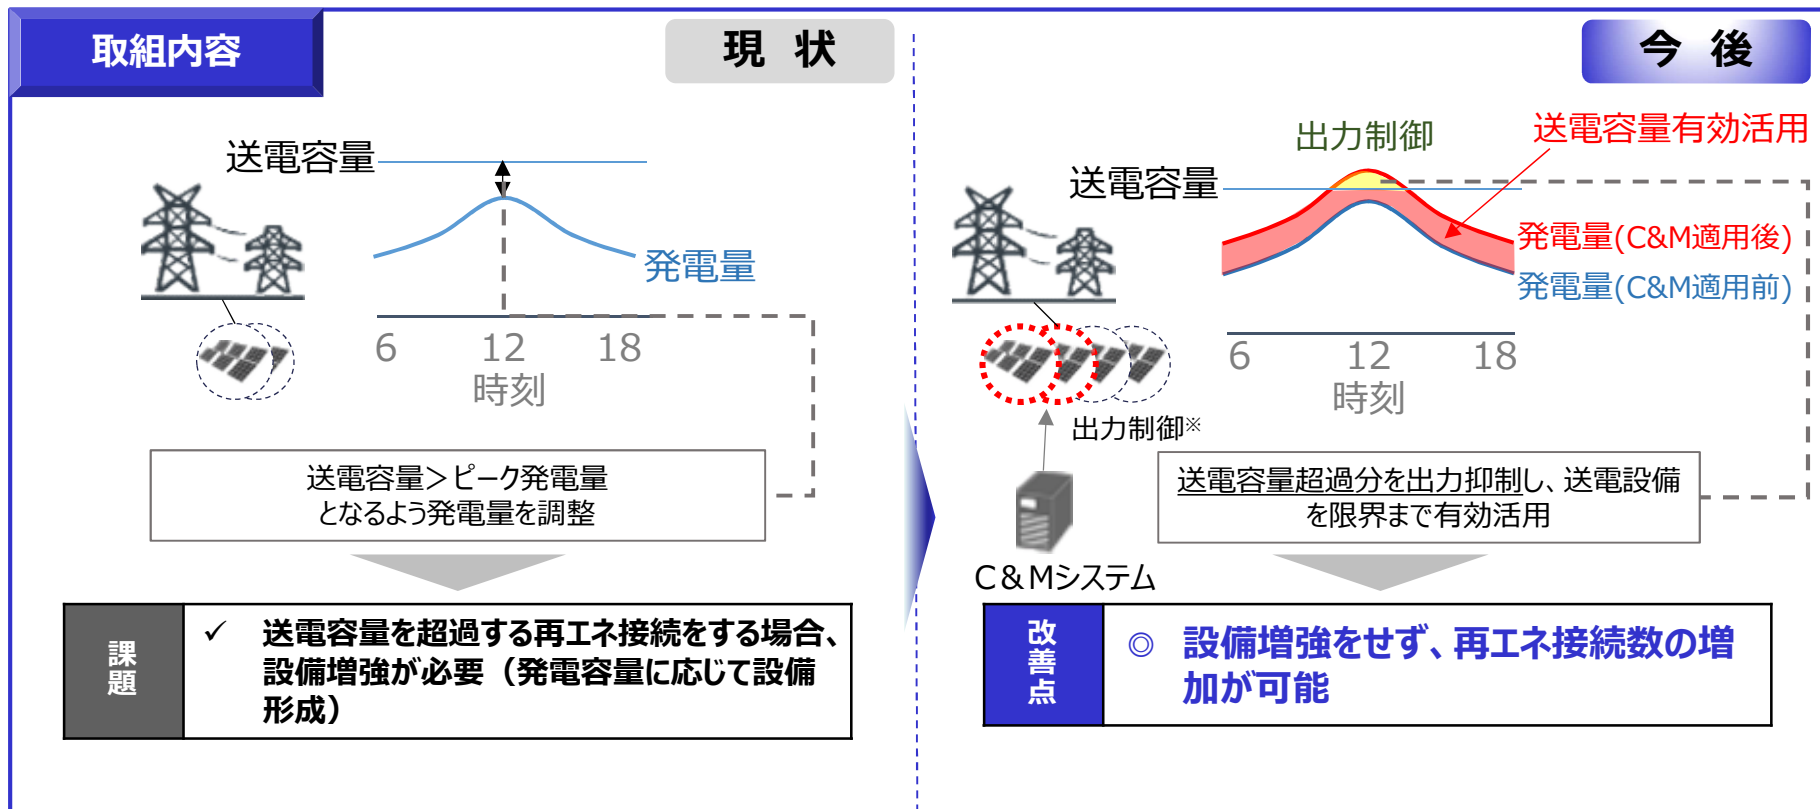 取組内容
現 状
送電容量
発電量
6 12 18
時刻
送電容量＞ピーク発電量
となるよう発電量を調整
課題
✓ 送電容量を超過する再エネ接続をする場合、
設備増強が必要（発電容量に応じて設備
形成）
今 後
出力制御
送電容量有効活用
送電容量
発電量(C&M適用後)
発電量(C&M適用前)
6 12 18
時刻
出力制御※
C＆Mシステム
送電容量超過分を出力抑制し、送電設備
を限界まで有効活用
改善点
◎ 設備増強をせず、再エネ接続数の増
加が可能